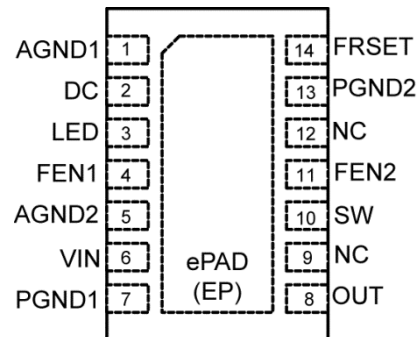 AGND1 1 14 FRSET
DC 2 13 PGND2
LED 3 12 NC
FEN1 4 11 FEN2
AGND2 5 10 SW
VIN 6 9 NC
PGND1 7 8 OUT
ePAD
(EP)